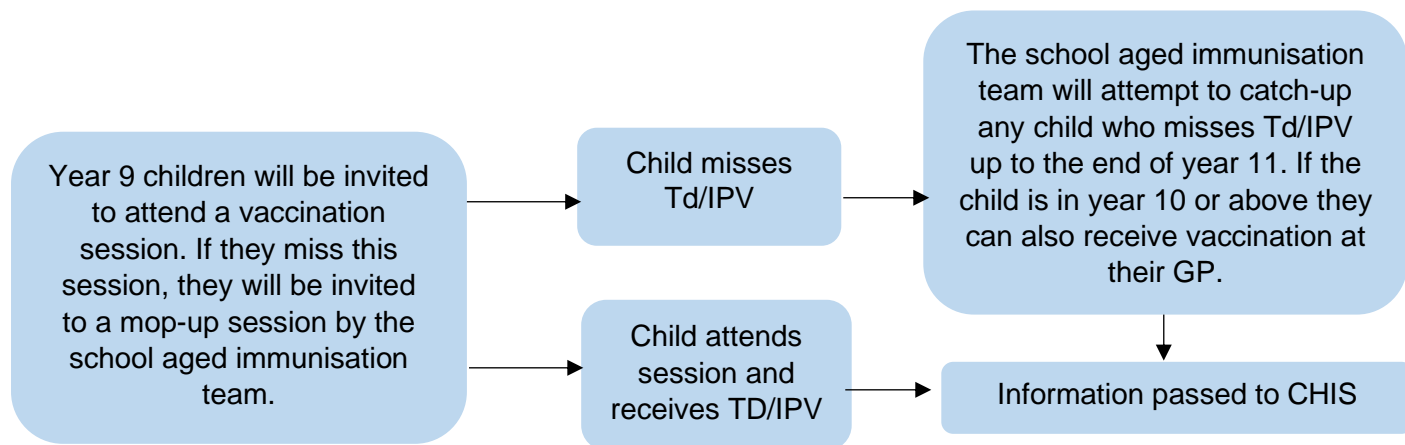 Year 9 children will be invited
to attend a vaccination
session. If they miss this
session, they will be invited
to a mop-up session by the
school aged immunisation
team.
Child misses
Td/IPV
The school aged immunisation
team will attempt to catch-up
any child who misses Td/IPV
up to the end of year 11. If the
child is in year 10 or above they
can also receive vaccination at
their GP.
Child attends
session and
receives TD/IPV
Information passed to CHIS